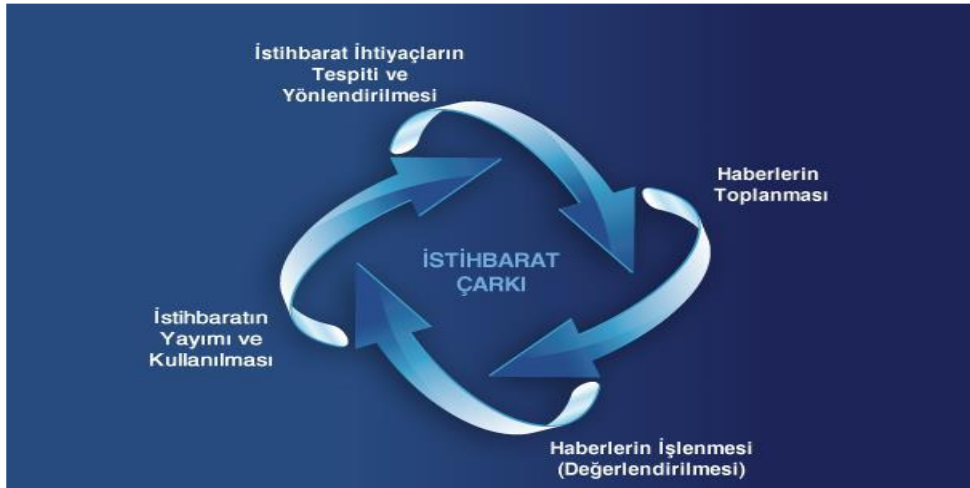 İstihbarat İhtiyaçların
Tespiti ve
Yönlendirilmesi
Haberlerin
Toplanması
İSTİHBARAT
ÇARKI
İstihbaratın
Yayımı ve
Kullanılması
Haberlerin İşlenmesi
(Değerlendirilmesi)